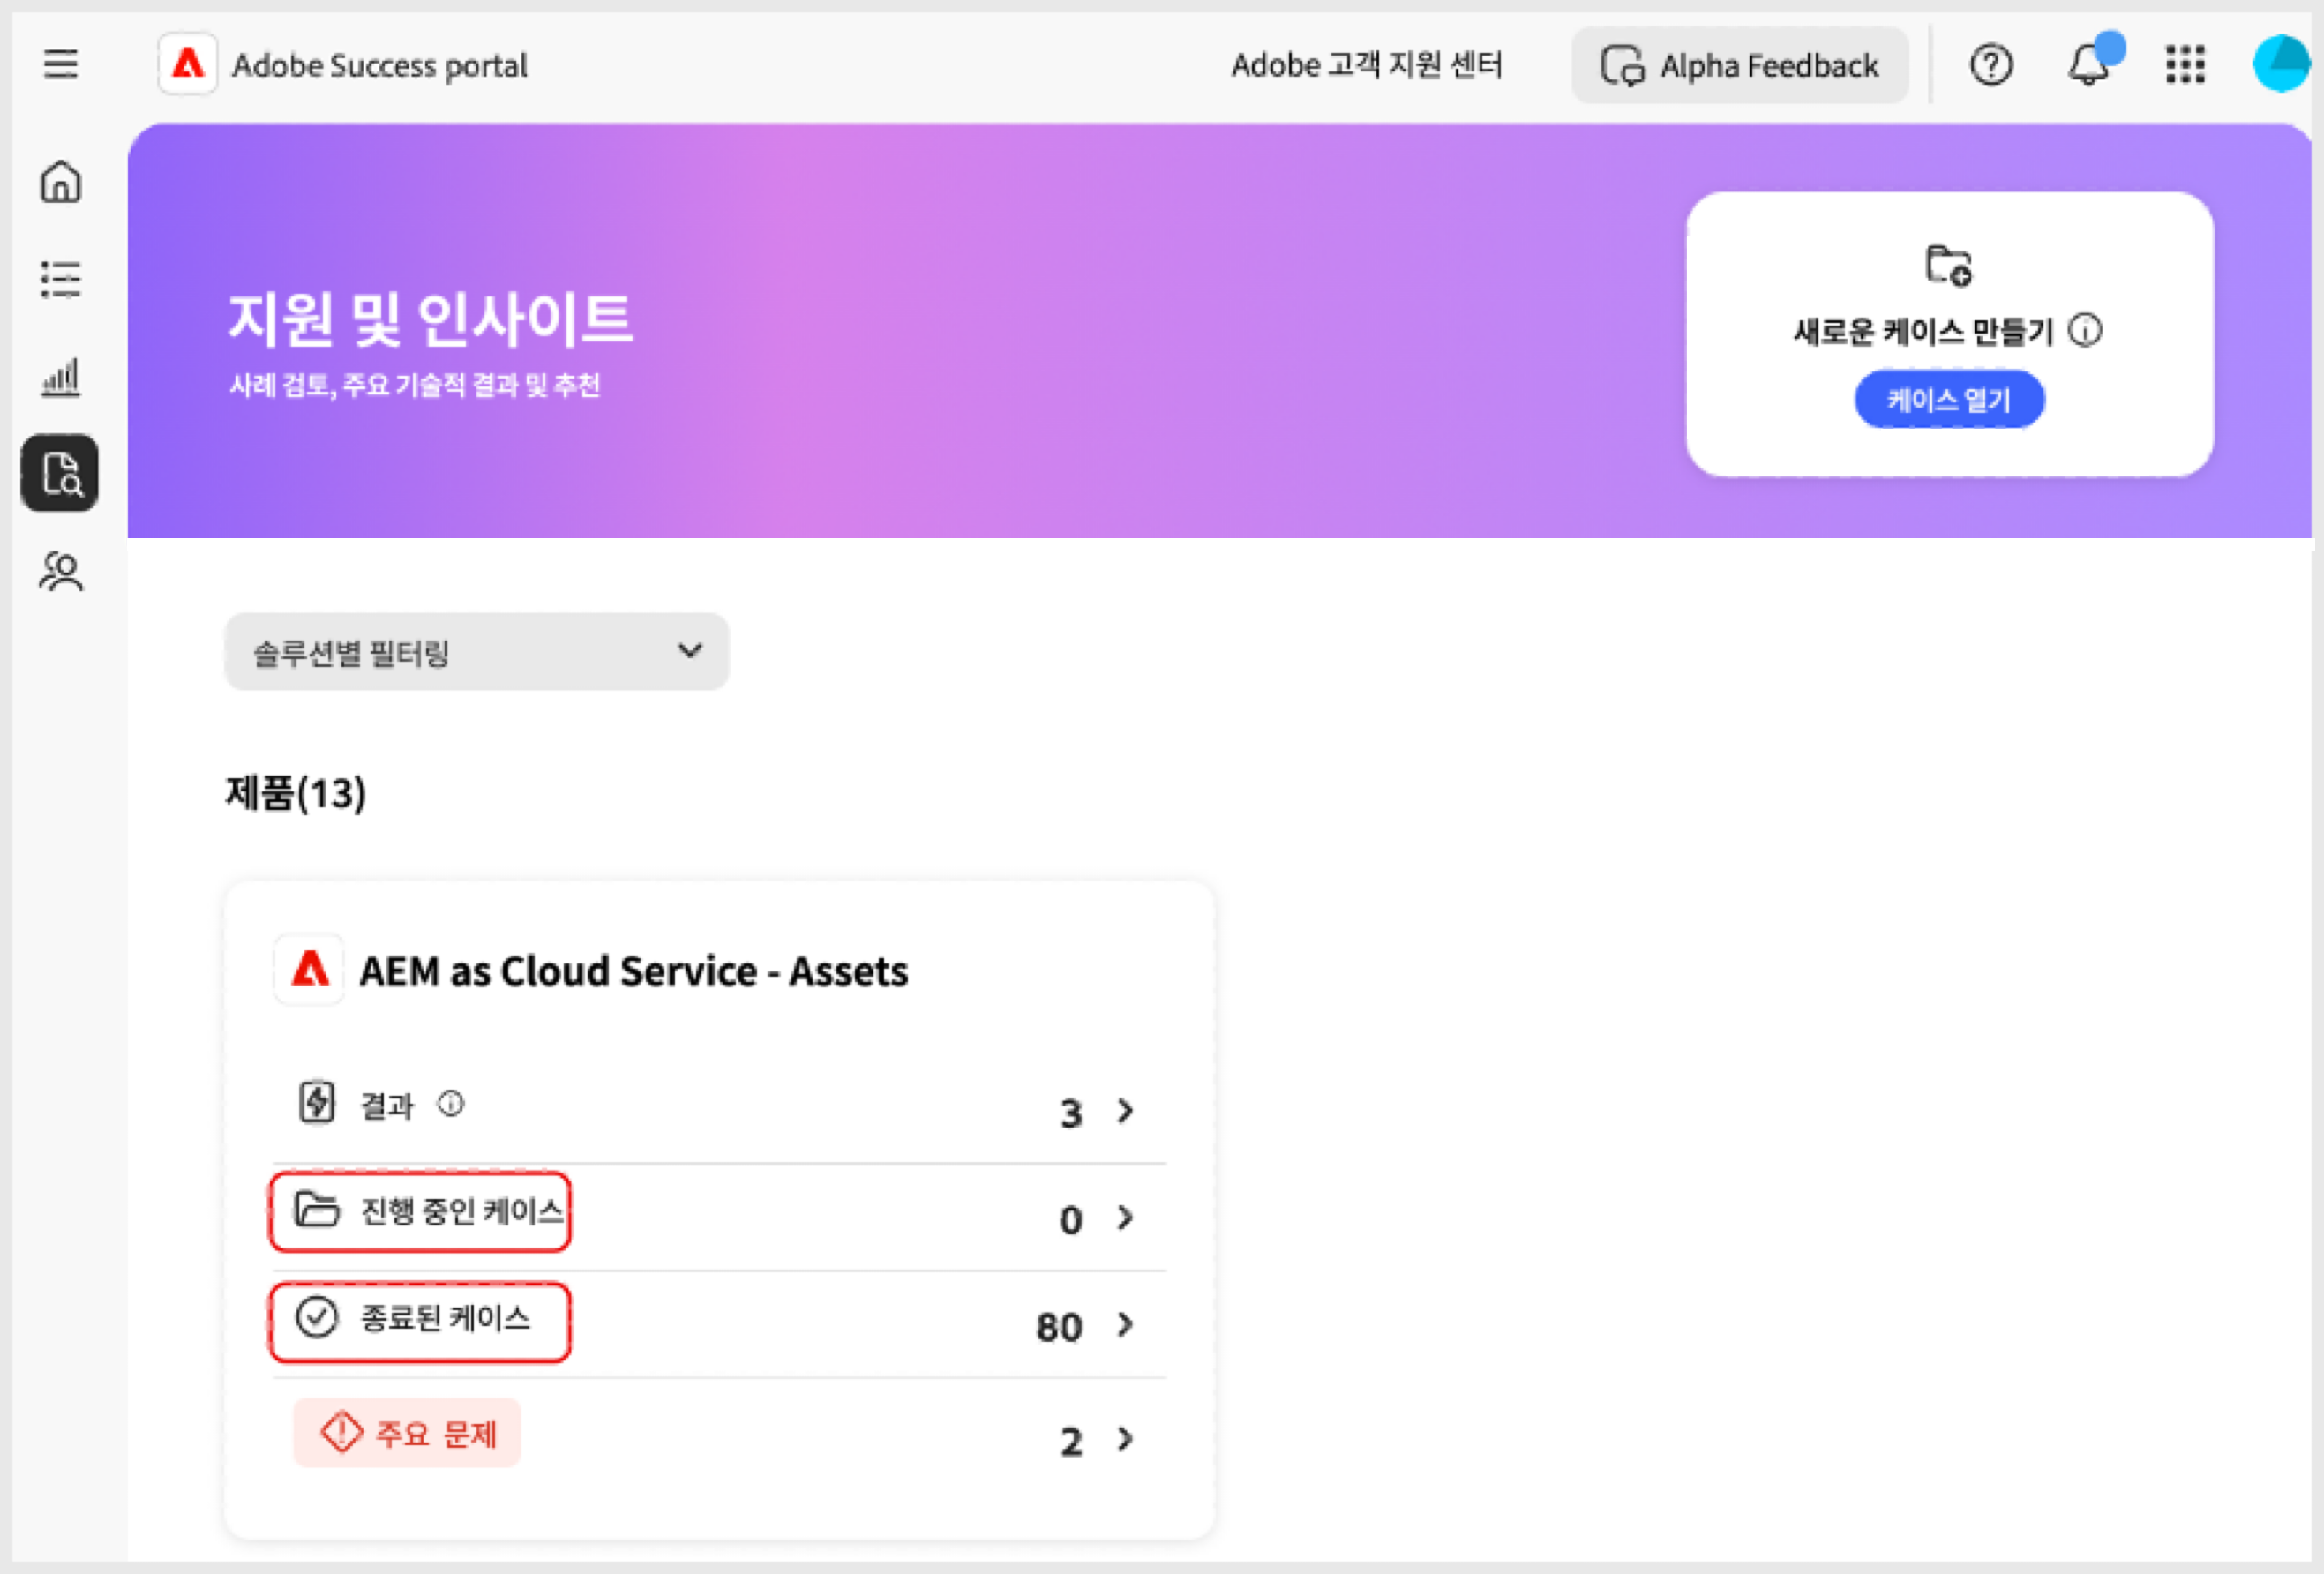 Adobe Success portal
Adobe 고객 지원 센터
Alpha Feedback
지원 및 인사이트
사례 검토, 주요 기술적 결과 및 추천
새로운 케이스 만들기
케이스 열기
솔루션별 필터링
제품(13)
AEM as Cloud Service - Assets
결과 3
진행 중인 케이스 0
종료된 케이스 80
주요 문제 2